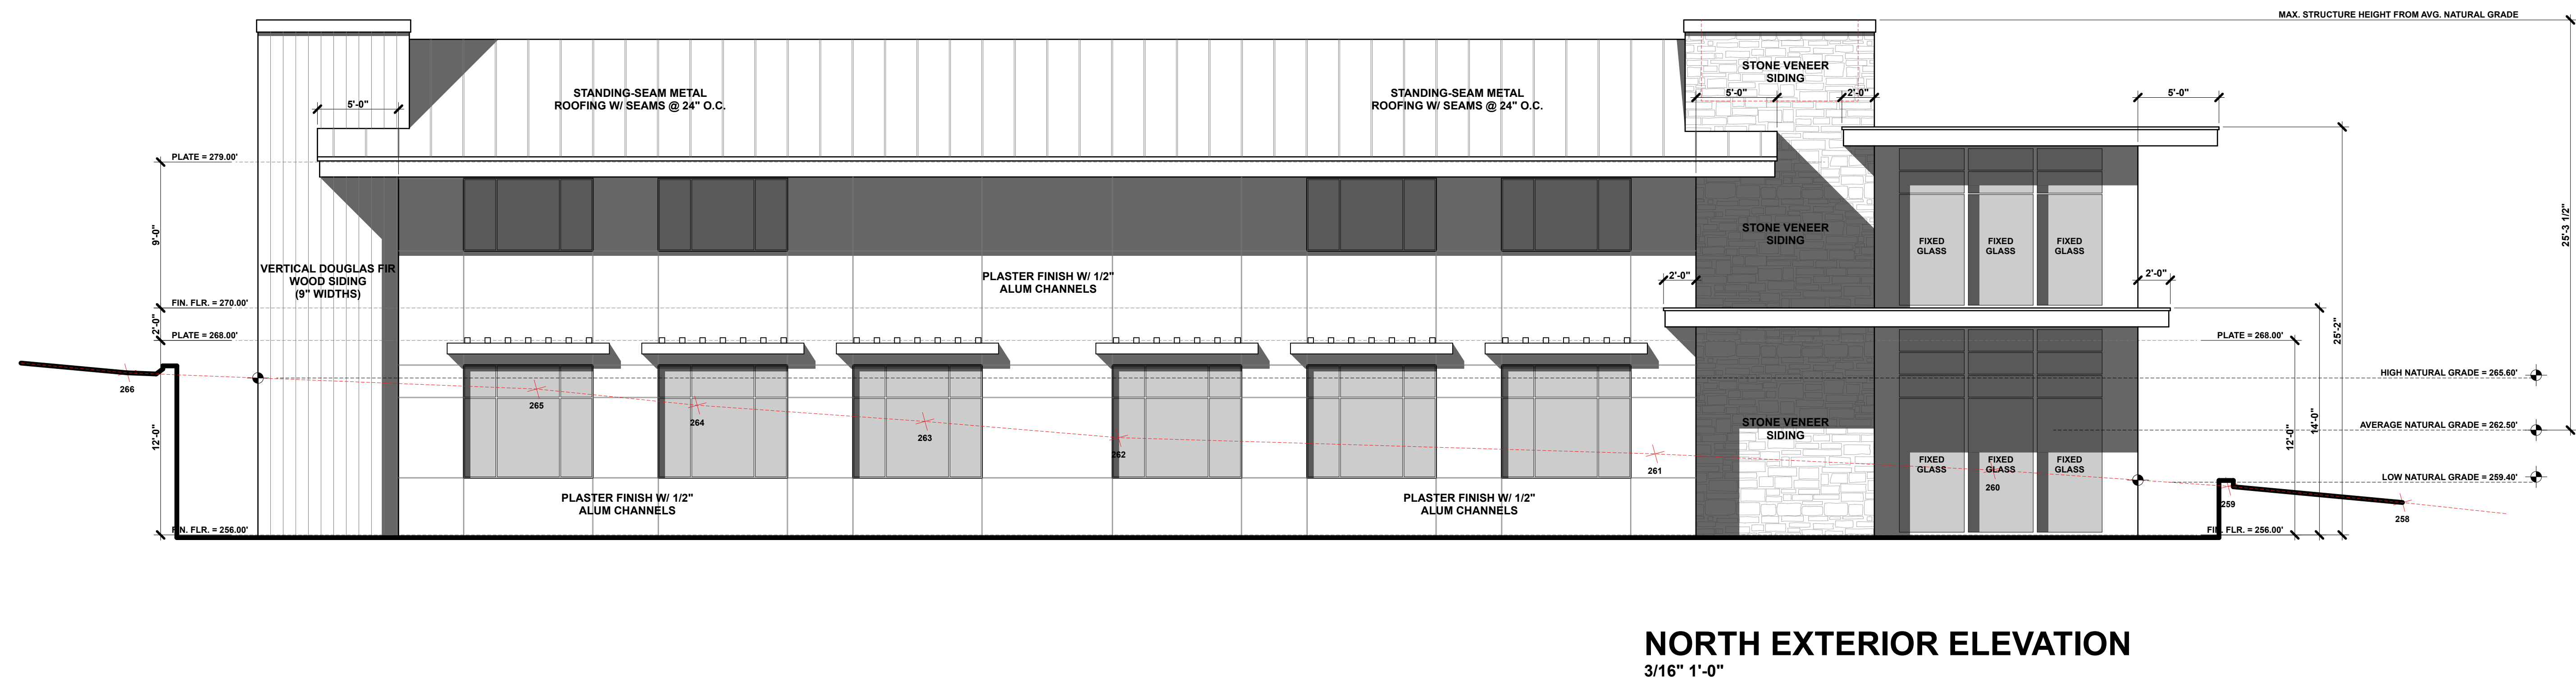 MAX. STRUCTURE HEIGHT FROM AVG. NATURAL GRADE
STONE VENEER
SIDING
STANDING-SEAM METAL
ROOFING W/ SEAMS @ 24" O.C.
STANDING-SEAM METAL
ROOFING W/ SEAMS @ 24" O.C.
5'-0"
5'-0"
2'-0"
5'-0"
PLATE = 279.00'
9'-0"
STONE VENEER
SIDING
25'-3 1/2"
FIXED
GLASS
FIXED
GLASS
FIXED
GLASS
VERTICAL DOUGLAS FIR
WOOD SIDING
(9" WIDTHS)
PLASTER FINISH W/ 1/2"
ALUM CHANNELS
2'-0"
2'-0"
FIN. FLR. = 270.00'
2'-0"
PLATE = 268.00'
PLATE = 268.00'
25'-2"
HIGH NATURAL GRADE = 265.60'
266
265
264
263
262
261
260
259
258
12'-0"
STONE VENEER
SIDING
12'-0"
14'-0"
AVERAGE NATURAL GRADE = 262.50'
FIXED
GLASS
FIXED
GLASS
FIXED
GLASS
LOW NATURAL GRADE = 259.40'
PLASTER FINISH W/ 1/2"
ALUM CHANNELS
PLASTER FINISH W/ 1/2"
ALUM CHANNELS
FIN. FLR. = 256.00'
FIN. FLR. = 256.00'
NORTH EXTERIOR ELEVATION
3/16" 1'-0"